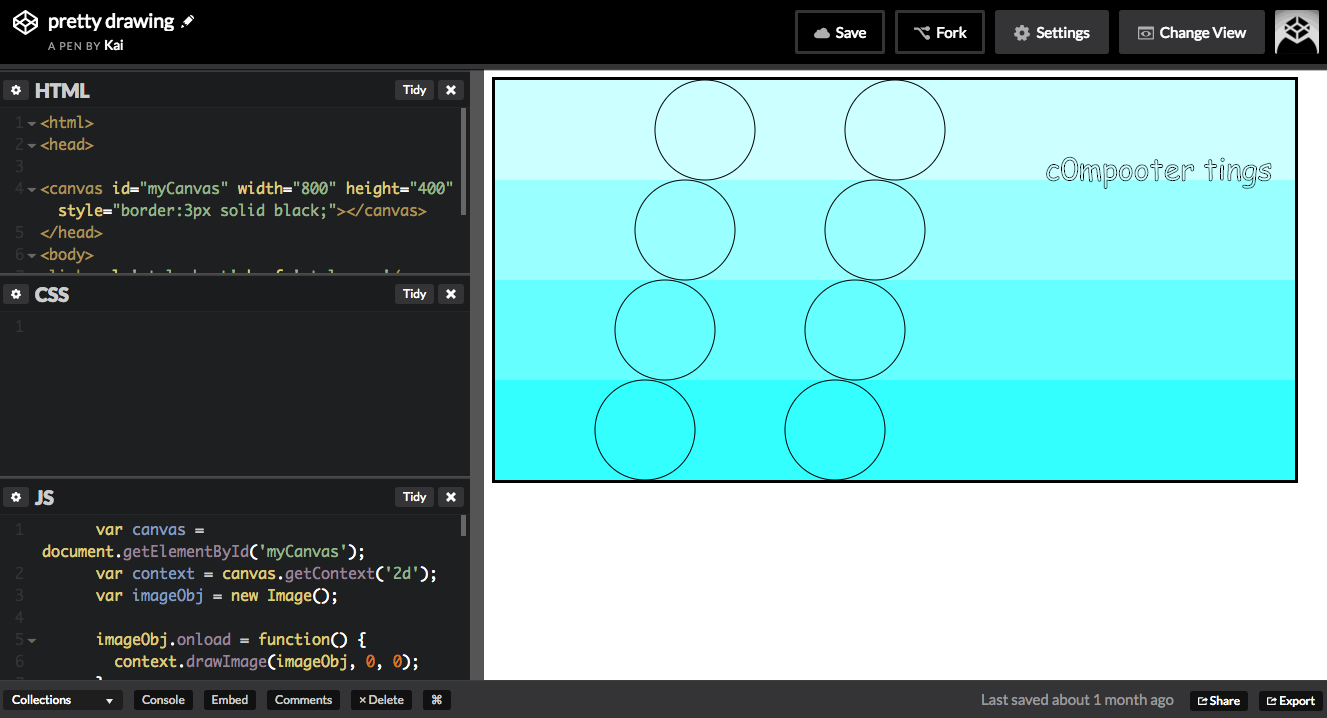 pretty drawing
A PEN BY Kai
Save
Fork
Settings
Change View
HTML
Tidy
1 <html>
2 <head>
3
4 <canvas id="myCanvas" width="800" height="400"
style="border:3px solid black;"></canvas>
5 </head>
6 <body>
CSS
Tidy
1
JS
Tidy
1 var canvas =
document.getElementById('myCanvas');
2 var context = canvas.getContext('2d');
3 var imageObj = new Image();
4
5 imageObj.onload = function() {
6 context.drawImage(imageObj, 0, 0);
c0mpooter tings
Collections
Console
Embed
Comments
× Delete
⌘
Last saved about 1 month ago
Share
Export